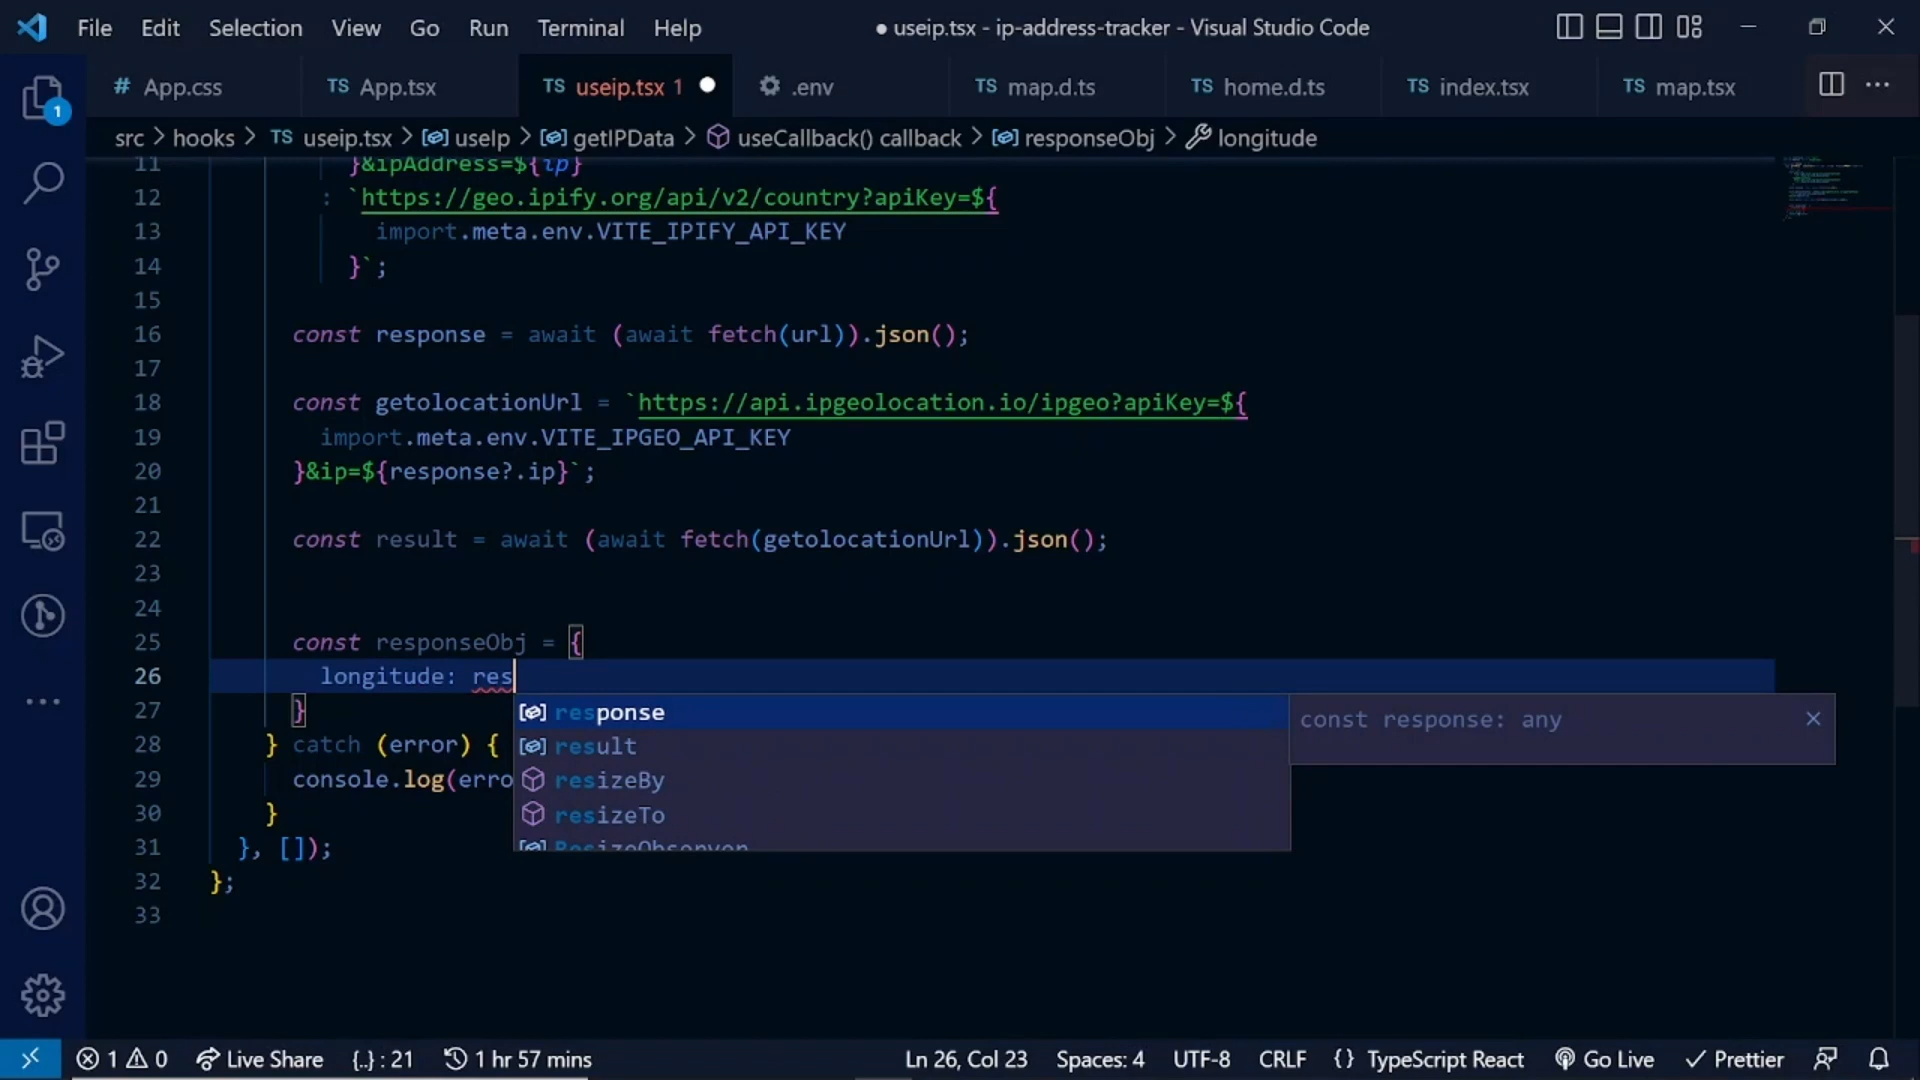 File Edit Selection View Go Run Terminal Help
● useip.tsx - ip-address-tracker - Visual Studio Code
# App.css TS App.tsx TS useip.tsx 1 ● .env TS map.d.ts TS home.d.ts TS index.tsx TS map.tsx ···
src > hooks > TS useip.tsx > useIp > getIPData > useCallback() callback > responseObj > longitude
11 }&ipAddress=${ip}
12 : `https://geo.ipify.org/api/v2/country?apiKey=${
13 import.meta.env.VITE_IPIFY_API_KEY
14 }`;
15
16 const response = await (await fetch(url)).json();
17
18 const getolocationUrl = `https://api.ipgeolocation.io/ipgeo?apiKey=${
19 import.meta.env.VITE_IPGEO_API_KEY
20 }&ip=${response?.ip}`;
21
22 const result = await (await fetch(getolocationUrl)).json();
23
24
25 const responseObj = {
26 longitude: res
27 }
28 } catch (error) {
29 console.log(erro
30 }
31 }, []);
32 };
33
response
result
resizeBy
resizeTo
ResizeObserver
const response: any
1
1 0 Live Share {..} : 21 1 hr 57 mins Ln 26, Col 23 Spaces: 4 UTF-8 CRLF { } TypeScript React Go Live Prettier